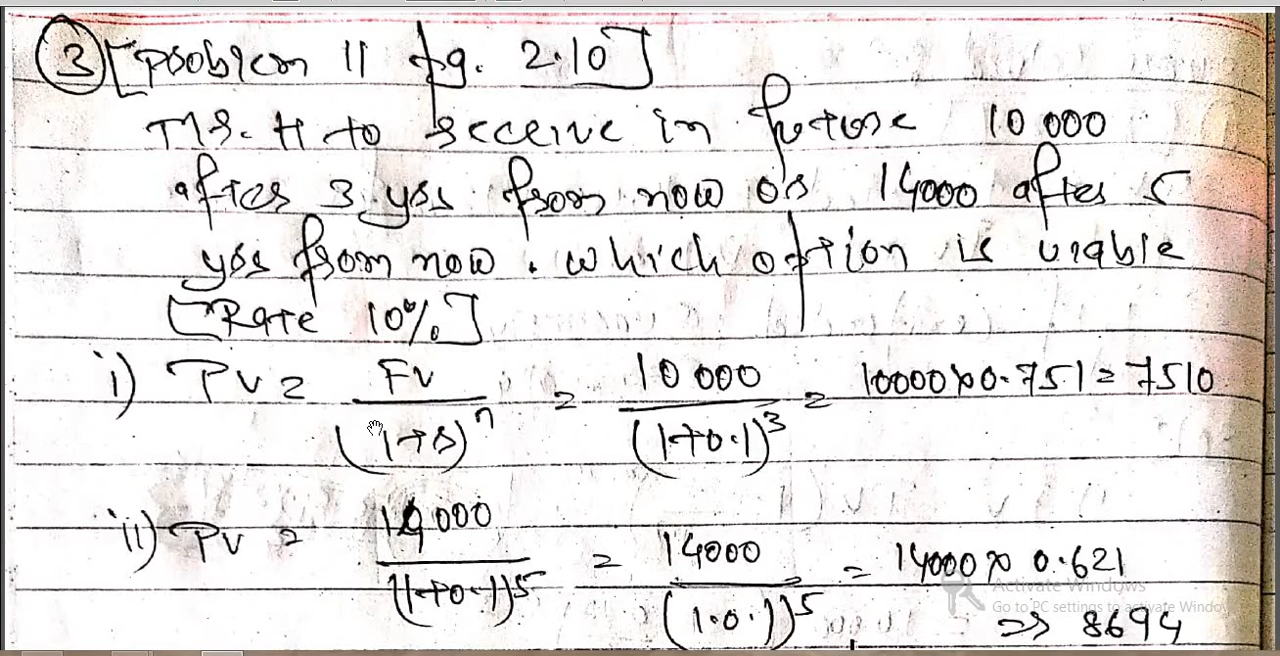 ③ [Problem 11 pg. 2.10]
Ms. H to receive in future 10 000
after 3 yrs from now or 14000 after 5
yrs from now. which option is viable
[Rate 10%]
i) PV = FV / (1+r)^n = 10 000 / (1+0.1)^3 = 10000 x 0.751 = 7510
ii) PV = 14000 / (1+0.1)^5 = 14000 / (1.0.1))^5 = 14000 x 0.621
=> 8694
Activate Windows
Go to PC settings to activate Windo